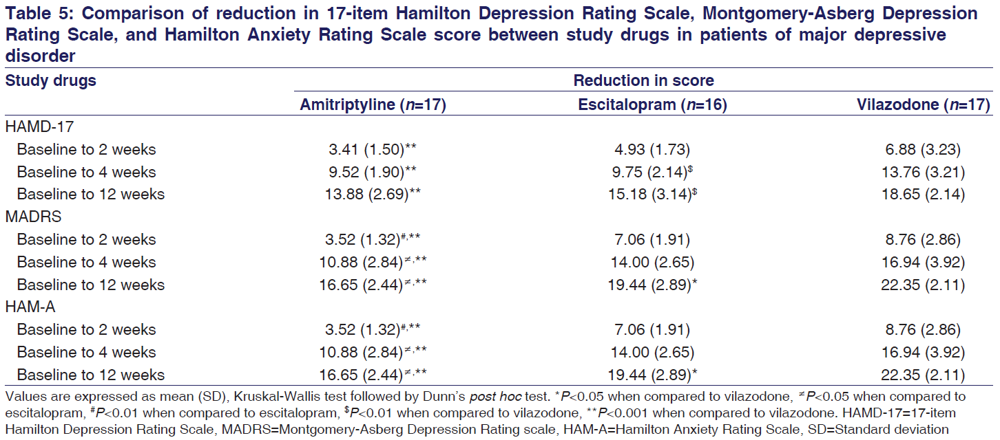 Table 5: Comparison of reduction in 17-item Hamilton Depression Rating Scale, Montgomery-Asberg Depression
Rating Scale, and Hamilton Anxiety Rating Scale score between study drugs in patients of major depressive
disorder
Study drugs Reduction in score
Amitriptyline (n=17) Escitalopram (n=16) Vilazodone (n=17)
HAMD-17
Baseline to 2 weeks 3.41 (1.50)** 4.93 (1.73) 6.88 (3.23)
Baseline to 4 weeks 9.52 (1.90)** 9.75 (2.14)$ 13.76 (3.21)
Baseline to 12 weeks 13.88 (2.69)** 15.18 (3.14)$ 18.65 (2.14)
MADRS
Baseline to 2 weeks 3.52 (1.32)#,** 7.06 (1.91) 8.76 (2.86)
Baseline to 4 weeks 10.88 (2.84)≠,** 14.00 (2.65) 16.94 (3.92)
Baseline to 12 weeks 16.65 (2.44)≠,** 19.44 (2.89)* 22.35 (2.11)
HAM-A
Baseline to 2 weeks 3.52 (1.32)#,** 7.06 (1.91) 8.76 (2.86)
Baseline to 4 weeks 10.88 (2.84)≠,** 14.00 (2.65) 16.94 (3.92)
Baseline to 12 weeks 16.65 (2.44)≠,** 19.44 (2.89)* 22.35 (2.11)
Values are expressed as mean (SD), Kruskal-Wallis test followed by Dunn's post hoc test. *P<0.05 when compared to vilazodone, ≠P<0.05 when compared to
escitalopram, #P<0.01 when compared to escitalopram, $P<0.01 when compared to vilazodone, **P<0.001 when compared to vilazodone. HAMD-17=17-item
Hamilton Depression Rating Scale, MADRS=Montgomery-Asberg Depression Rating scale, HAM-A=Hamilton Anxiety Rating Scale, SD=Standard deviation